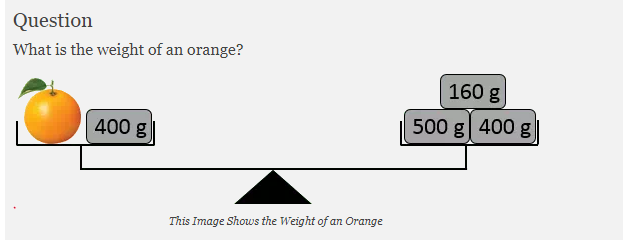 Question
What is the weight of an orange?
160 g
400 g
500 g
400 g
This Image Shows the Weight of an Orange